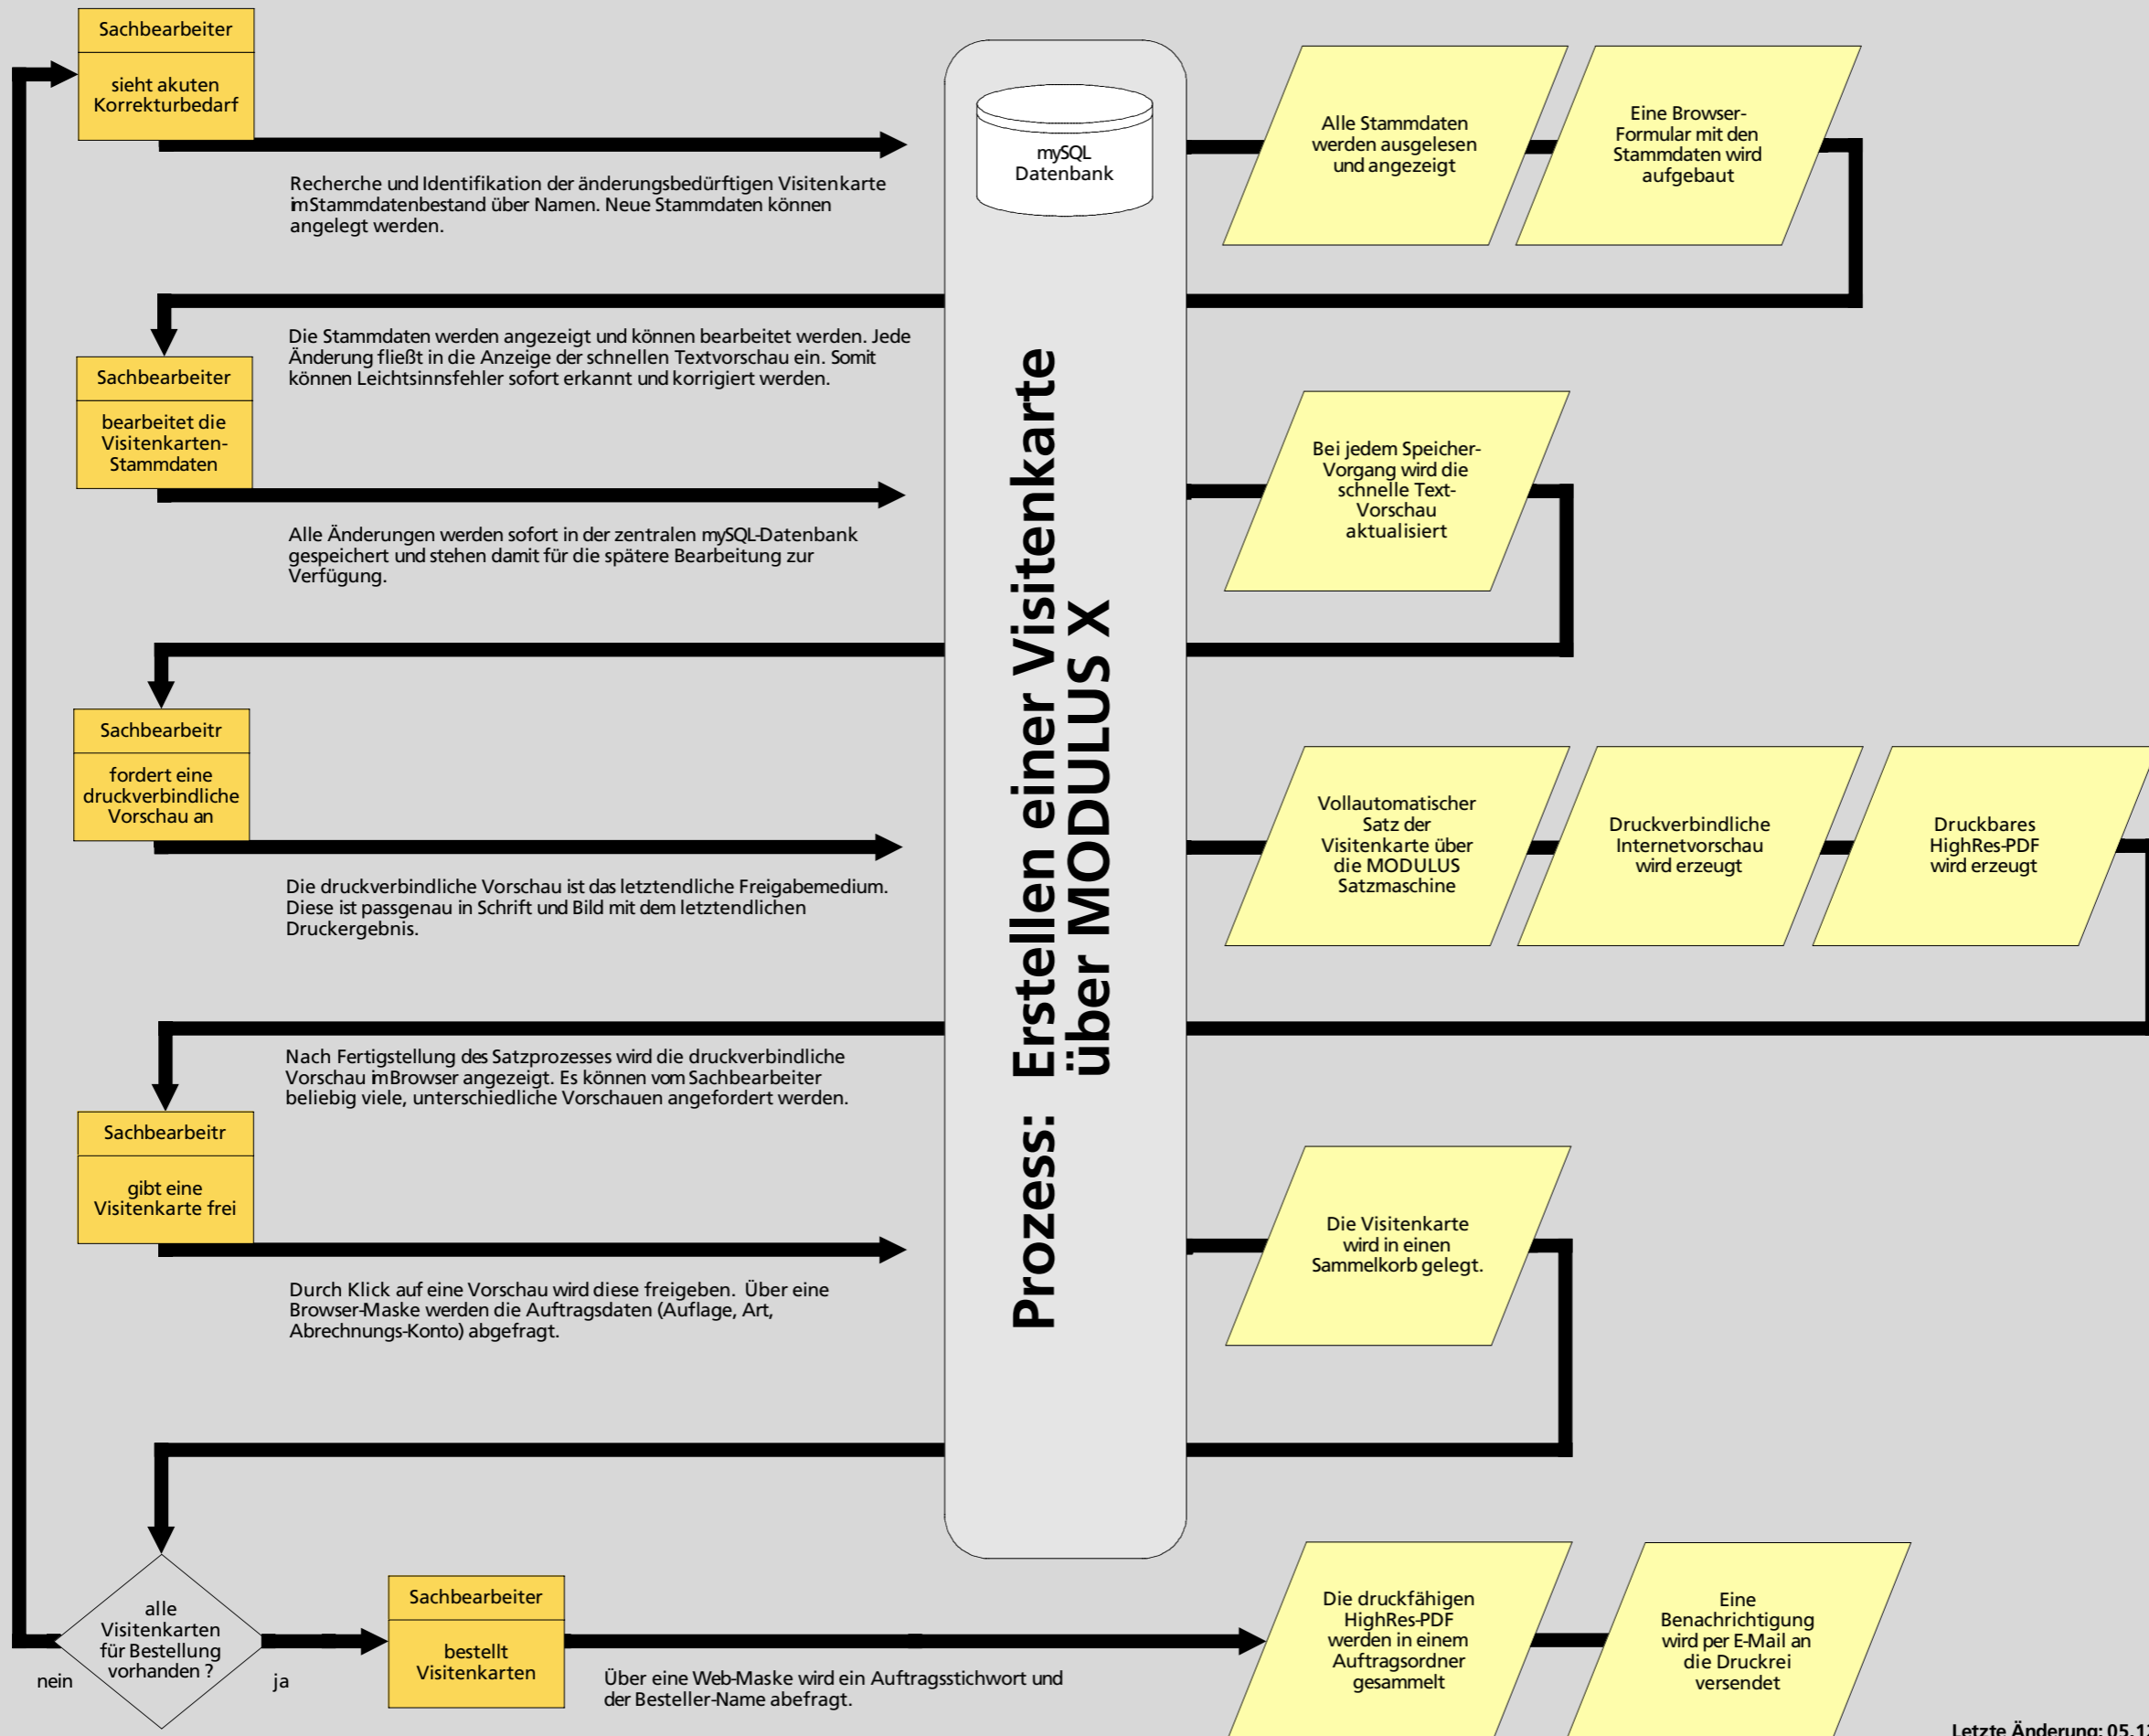 Sachbearbeiter
sieht akuten
Korrekturbedarf
Recherche und Identifikation der änderungsbedürftigen Visitenkarte
imStammdatenbestand über Namen. Neue Stammdaten können
angelegt werden.
mySQL
Datenbank
Alle Stammdaten
werden ausgelesen
und angezeigt
Eine Browser-
Formular mit den
Stammdaten wird
aufgebaut
Die Stammdaten werden angezeigt und können bearbeitet werden. Jede
Änderung fließt in die Anzeige der schnellen Textvorschau ein. Somit
können Leichtsinnsfehler sofort erkannt und korrigiert werden.
Sachbearbeiter
bearbeitet die
Visitenkarten-
Stammdaten
Alle Änderungen werden sofort in der zentralen mySQL-Datenbank
gespeichert und stehen damit für die spätere Bearbeitung zur
Verfügung.
Bei jedem Speicher-
Vorgang wird die
schnelle Text-
Vorschau
aktualisiert
Prozess: Erstellen einer Visitenkarte
über MODULUS X
Sachbearbeitr
fordert eine
druckverbindliche
Vorschau an
Die druckverbindliche Vorschau ist das letztendliche Freigabemedium.
Diese ist passgenau in Schrift und Bild mit dem letztendlichen
Druckergebnis.
Vollautomatischer
Satz der
Visitenkarte über
die MODULUS
Satzmaschine
Druckverbindliche
Internetvorschau
wird erzeugt
Druckbares
HighRes-PDF
wird erzeugt
Nach Fertigstellung des Satzprozesses wird die druckverbindliche
Vorschau imBrowser angezeigt. Es können vom Sachbearbeiter
beliebig viele, unterschiedliche Vorschauen angefordert werden.
Sachbearbeitr
gibt eine
Visitenkarte frei
Durch Klick auf eine Vorschau wird diese freigeben. Über eine
Browser-Maske werden die Auftragsdaten (Auflage, Art,
Abrechnungs-Konto) abgefragt.
Die Visitenkarte
wird in einen
Sammelkorb gelegt.
alle
Visitenkarten
für Bestellung
vorhanden ?
nein
ja
Sachbearbeiter
bestellt
Visitenkarten
Über eine Web-Maske wird ein Auftragsstichwort und
der Besteller-Name abefragt.
Die druckfähigen
HighRes-PDF
werden in einem
Auftragsordner
gesammelt
Eine
Benachrichtigung
wird per E-Mail an
die Druckrei
versendet
Letzte Änderung: 05.12